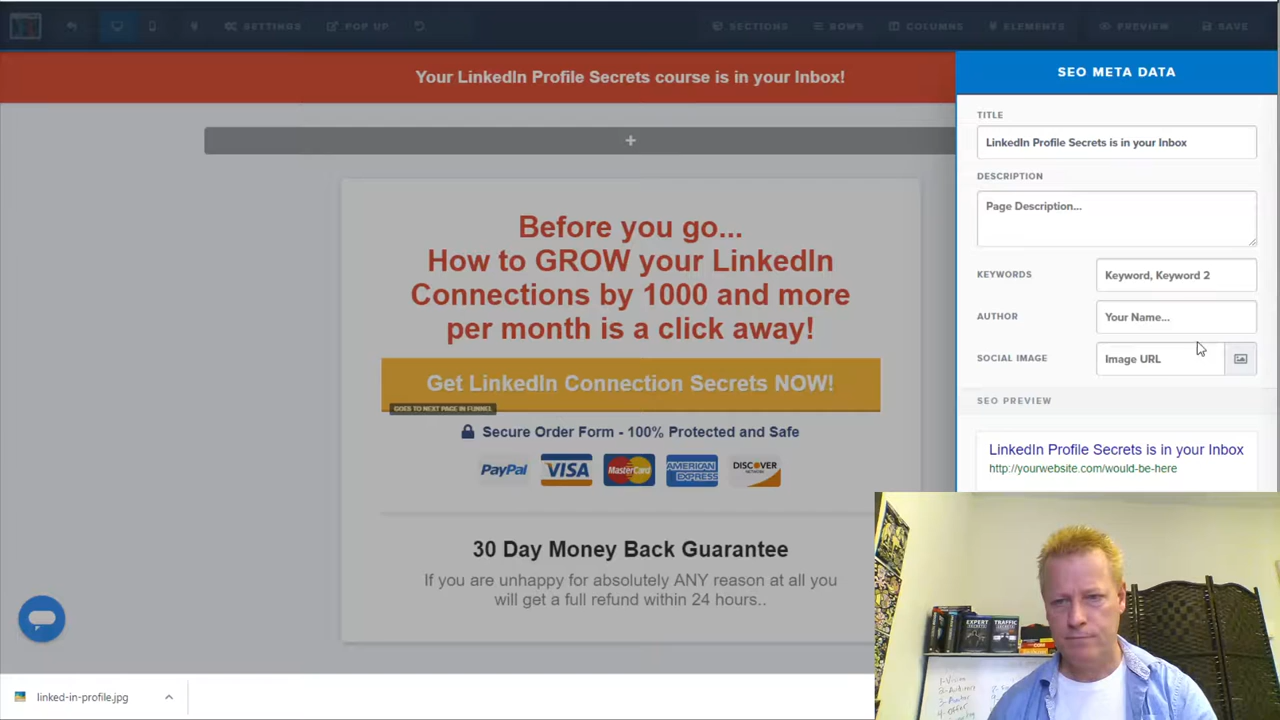 SETTINGS
POP UP
SECTIONS
ROWS
COLUMNS
ELEMENTS
PREVIEW
SAVE
Your LinkedIn Profile Secrets course is in your Inbox!
+
Before you go...
How to GROW your LinkedIn
Connections by 1000 and more
per month is a click away!
Get LinkedIn Connection Secrets NOW!
GOES TO NEXT PAGE IN FUNNEL
Secure Order Form - 100% Protected and Safe
PayPal
VISA
MasterCard
AMERICAN
EXPRESS
DISCOVER
NETWORK
30 Day Money Back Guarantee
If you are unhappy for absolutely ANY reason at all you
will get a full refund within 24 hours..
SEO META DATA
TITLE
LinkedIn Profile Secrets is in your Inbox
DESCRIPTION
Page Description...
KEYWORDS
Keyword, Keyword 2
AUTHOR
Your Name...
SOCIAL IMAGE
Image URL
SEO PREVIEW
LinkedIn Profile Secrets is in your Inbox
http://yourwebsite.com/would-be-here
EXPERT
SECRETS
TRAFFIC
SECRETS
linked-in-profile.jpg